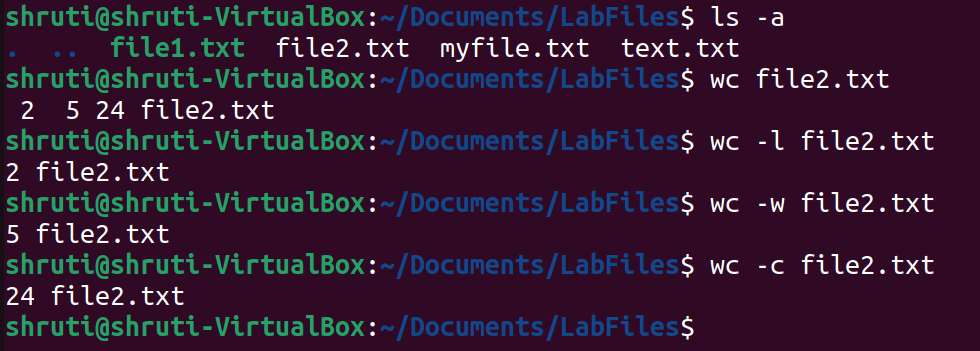 shruti@shruti-VirtualBox:~/Documents/LabFiles$ ls -a
.  ..  file1.txt  file2.txt  myfile.txt  text.txt
shruti@shruti-VirtualBox:~/Documents/LabFiles$ wc file2.txt
 2  5 24 file2.txt
shruti@shruti-VirtualBox:~/Documents/LabFiles$ wc -l file2.txt
2 file2.txt
shruti@shruti-VirtualBox:~/Documents/LabFiles$ wc -w file2.txt
5 file2.txt
shruti@shruti-VirtualBox:~/Documents/LabFiles$ wc -c file2.txt
24 file2.txt
shruti@shruti-VirtualBox:~/Documents/LabFiles$